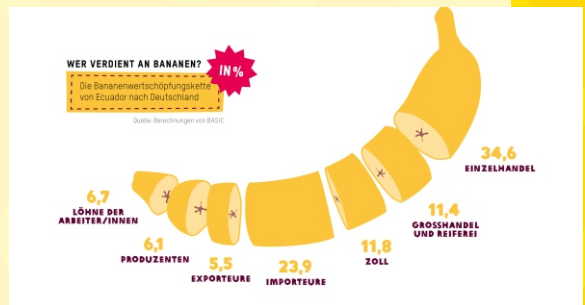 WER VERDIENT AN BANANEN?
IN %
Die Bananenwertschöpfungskette
von Ecuador nach Deutschland
Quelle: Berechnungen von BASIC
6,7
LÖHNE DER
ARBEITER/INNEN
6,1
PRODUZENTEN
5,5
EXPORTEURE
23,9
IMPORTEURE
11,8
ZOLL
11,4
GROSSHANDEL
UND REIFEREI
34,6
EINZELHANDEL